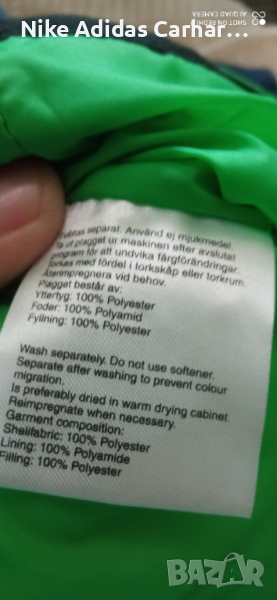 Nike Adidas Carhar...
SHOT ON REDMI
AI QUAD CAMERA
Tvättas separat. Använd ej mjukmedel.
Ta ut plagget ur maskinen efter avslutat
program för att undvika färgförändringar.
Torkas med fördel i torkskåp eller torkrum.
Återimpregnera vid behov.
Plagget består av:
Yttertyg: 100% Polyester
Foder: 100% Polyamid
Fyllning: 100% Polyester
Wash separately. Do not use softener.
Separate after washing to prevent colour
migration.
Is preferably dried in warm drying cabinet.
Reimpregnate when necessary.
Garment composition:
Shellfabric: 100% Polyester
Lining: 100% Polyamide
Filling: 100% Polyester
BAZAR